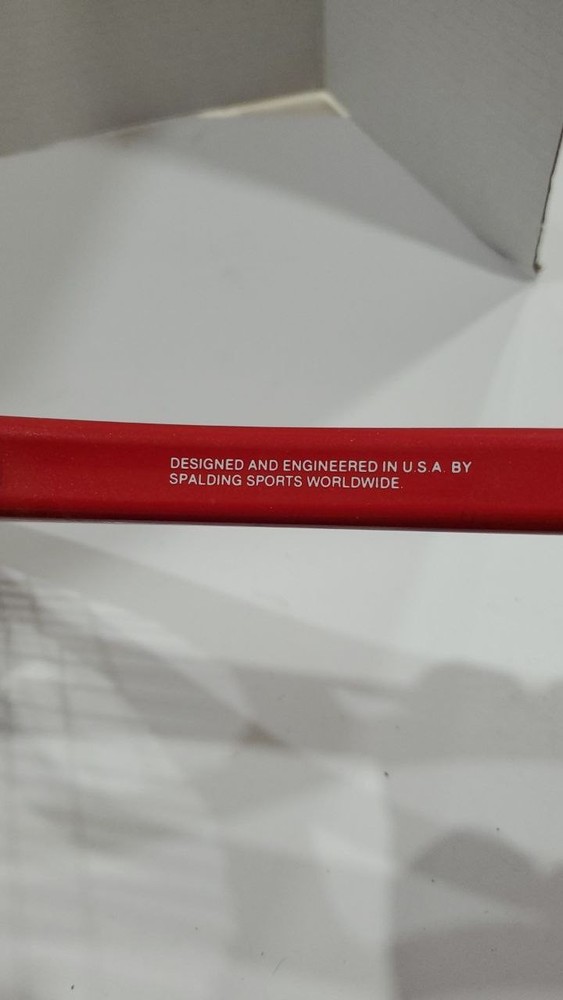 DESIGNED AND ENGINEERED IN U.S.A. BY
SPALDING SPORTS WORLDWIDE.